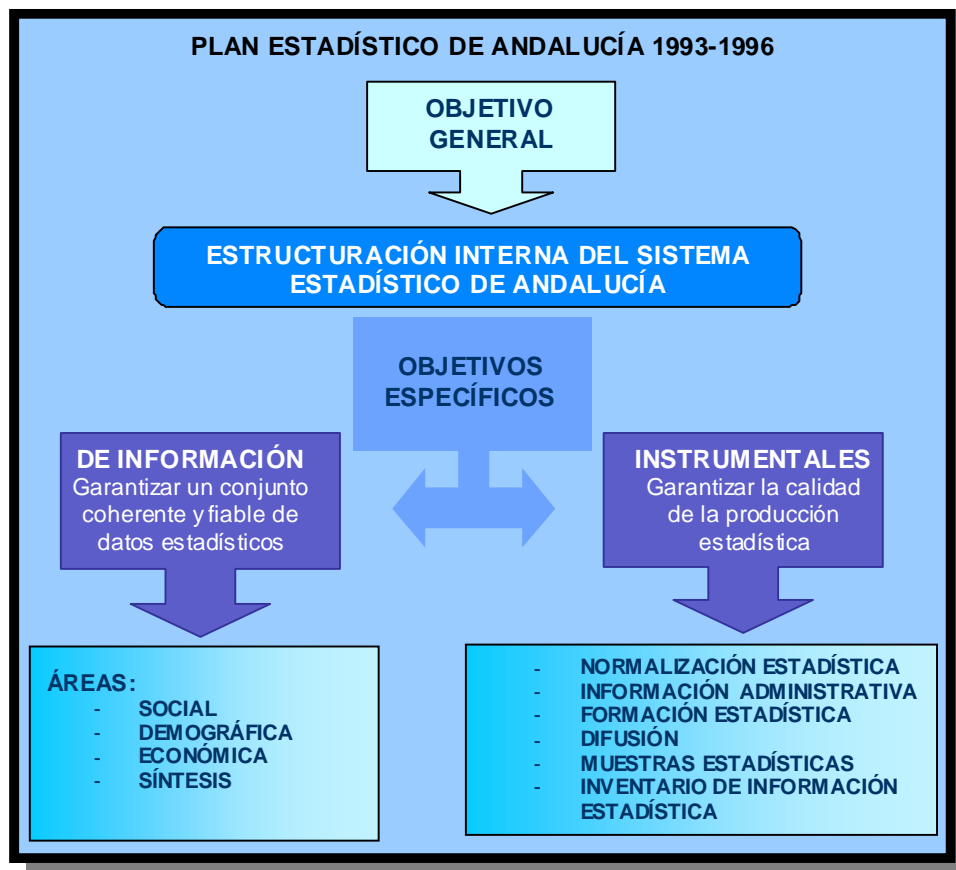 PLAN ESTADÍSTICO DE ANDALUCÍA 1993-1996
OBJETIVO
GENERAL
ESTRUCTURACIÓN INTERNA DEL SISTEMA
ESTADÍSTICO DE ANDALUCÍA
OBJETIVOS
ESPECÍFICOS
DE INFORMACIÓN
Garantizar un conjunto
coherente y fiable de
datos estadísticos
INSTRUMENTALES
Garantizar la calidad
de la producción
estadística
ÁREAS:
- SOCIAL
- DEMOGRÁFICA
- ECONÓMICA
- SÍNTESIS
- NORMALIZACIÓN ESTADÍSTICA
- INFORMACIÓN ADMINISTRATIVA
- FORMACIÓN ESTADÍSTICA
- DIFUSIÓN
- MUESTRAS ESTADÍSTICAS
- INVENTARIO DE INFORMACIÓN
ESTADÍSTICA